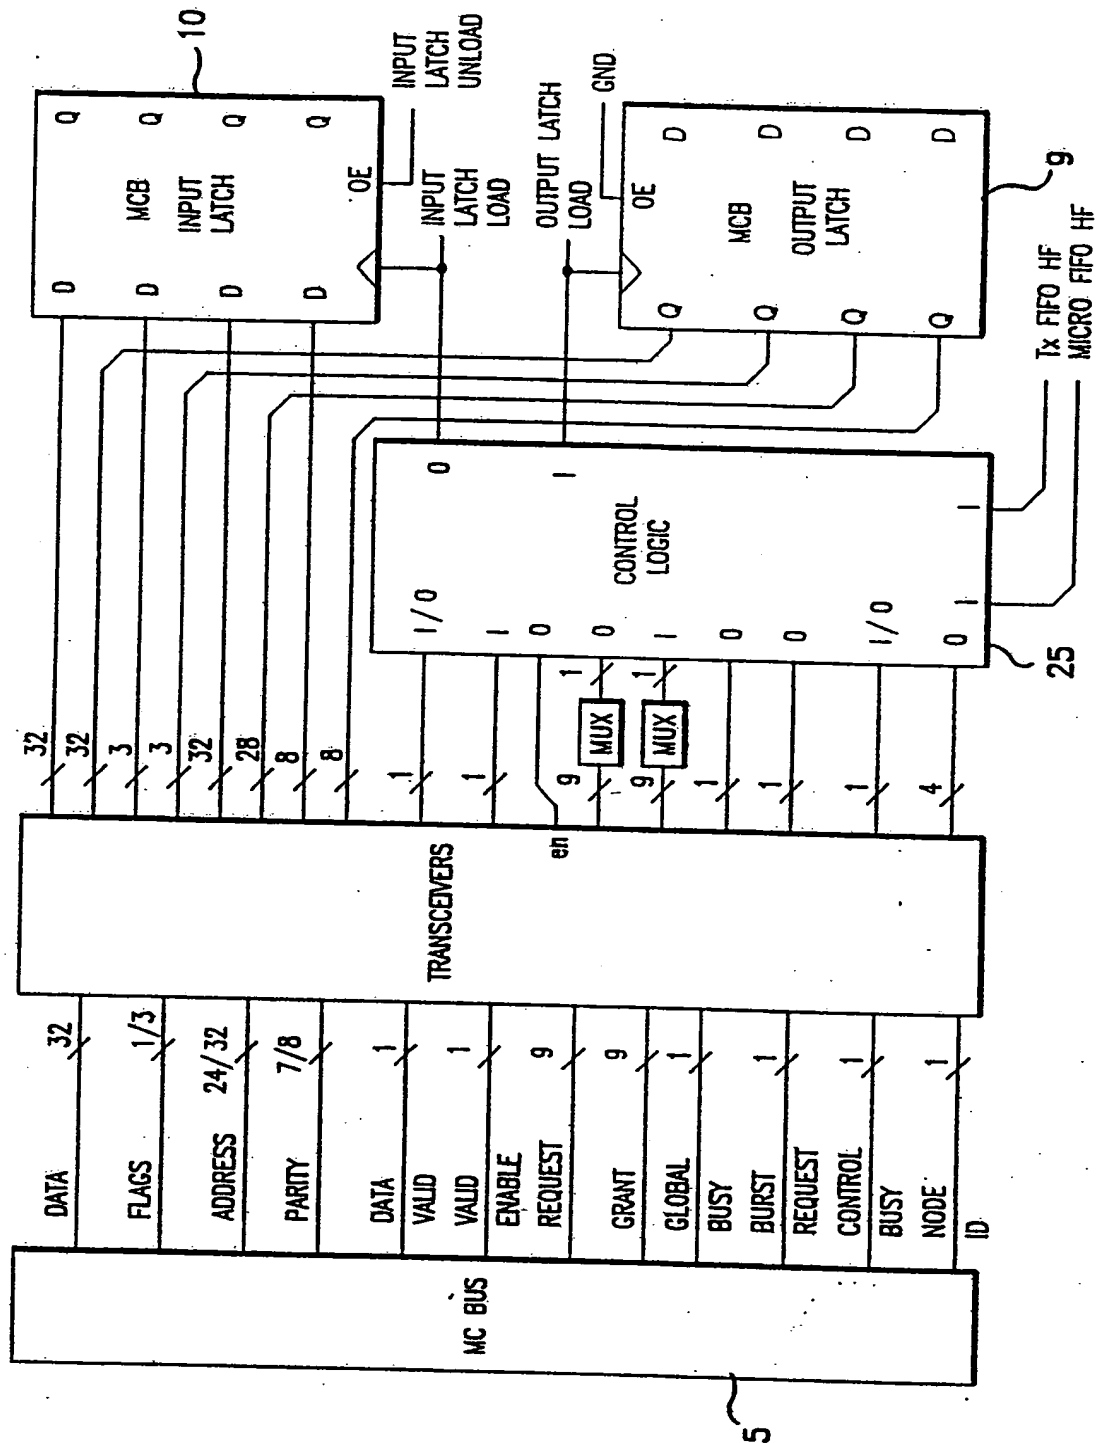 MC BUS
5
DATA
32
FLAGS
1/3
ADDRESS
24/32
PARITY
7/8
DATA
VALID
1
VALID
ENABLE
1
REQUEST
9
GRANT
9
GLOBAL
BUSY
1
BURST
REQUEST
1
CONTROL
BUSY
1
NODE
ID
1
TRANSCEIVERS
en
32
32
3
3
32
28
8
8
1
1
9
MUX
1
9
MUX
1
1
1
1
4
CONTROL
LOGIC
I/O
I
O
O
I
O
O
I/O
O
O
I
I
I
25
INPUT
LATCH
LOAD
OUTPUT LATCH
LOAD
Tx FIFO HF
MICRO FIFO HF
MCB
INPUT
LATCH
D
D
D
D
Q
Q
Q
Q
OE
10
INPUT
LATCH
UNLOAD
GND
MCB
OUTPUT
LATCH
OE
Q
Q
Q
Q
D
D
D
D
9